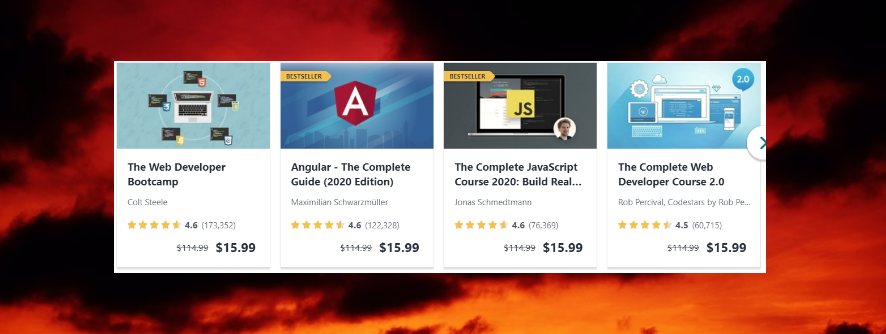 The Web Developer
Bootcamp
Colt Steele
4.6 (173,352)
$114.99 $15.99
BESTSELLER
A
Angular - The Complete
Guide (2020 Edition)
Maximilian Schwarzmüller
4.6 (122,328)
$114.99 $15.99
BESTSELLER
JS
The Complete JavaScript
Course 2020: Build Real...
Jonas Schmedtmann
4.6 (76,369)
$114.99 $15.99
2.0
The Complete Web
Developer Course 2.0
Rob Percival, Codestars by Rob Pe...
4.5 (60,715)
$114.99 $15.99